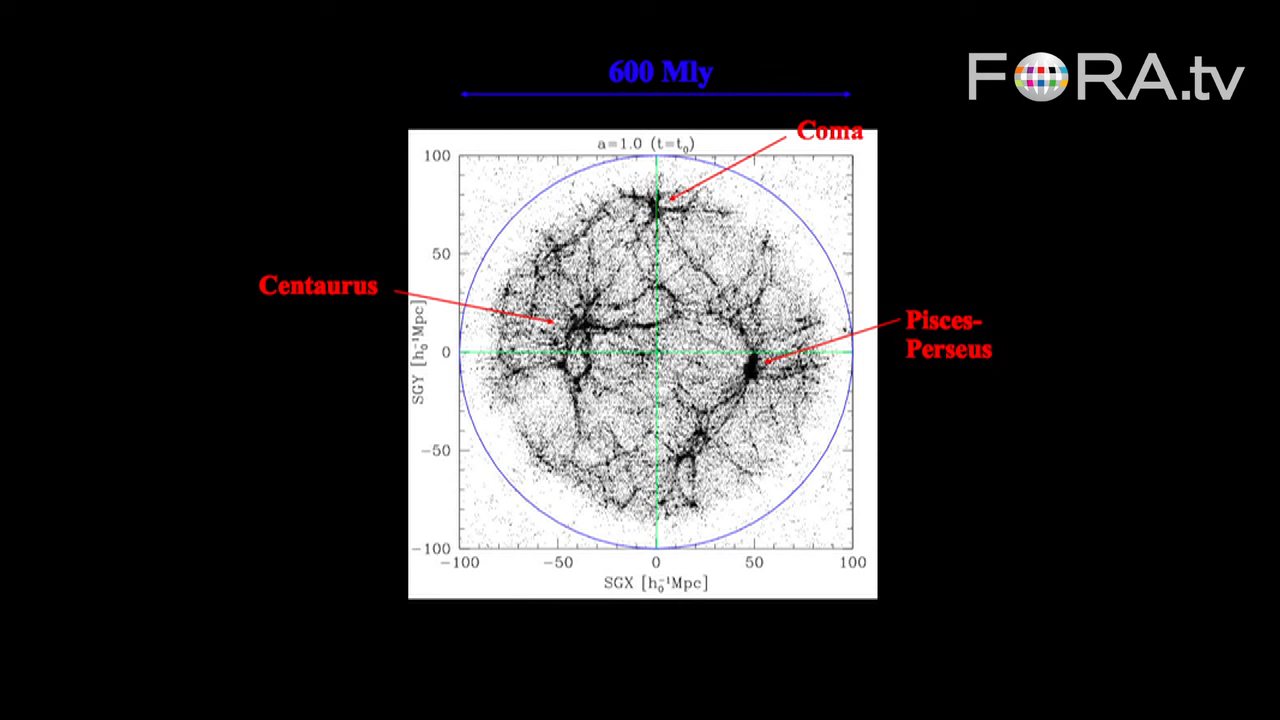 600 Mly
FORA.tv
Coma
a=1.0 (t=t₀)
100
50
0
−50
−100
SGY [h₀⁻¹Mpc]
Centaurus
Pisces-
Perseus
−100 −50 0 50 100
SGX [h₀⁻¹Mpc]